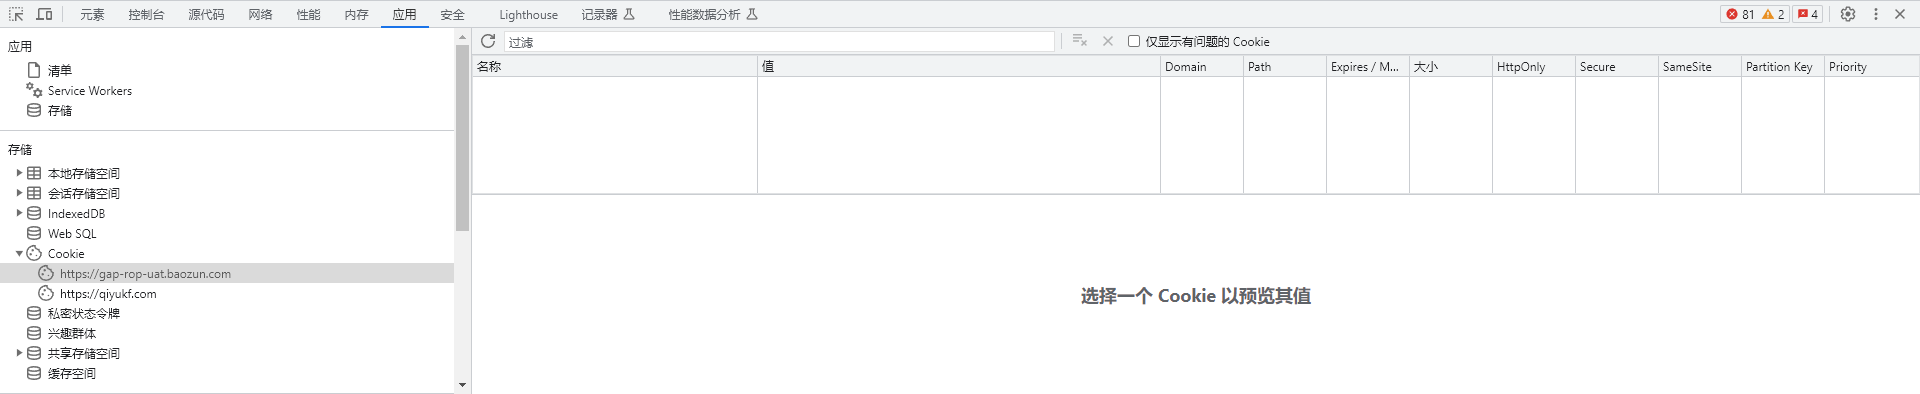 元素 控制台 源代码 网络 性能 内存 应用 安全 Lighthouse 记录器 性能数据分析 81 2 4
应用
清单
Service Workers
存储
存储
本地存储空间
会话存储空间
IndexedDB
Web SQL
Cookie
https://gap-rop-uat.baozun.com
https://qiyukf.com
私密状态令牌
兴趣群体
共享存储空间
缓存空间
过滤 仅显示有问题的 Cookie
名称 值 Domain Path Expires / M... 大小 HttpOnly Secure SameSite Partition Key Priority
选择一个 Cookie 以预览其值